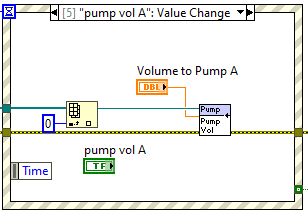 [5] "pump vol A": Value Change
Volume to Pump A
DBL
Pump
Pump
Vol
0
pump vol A
TF
Time